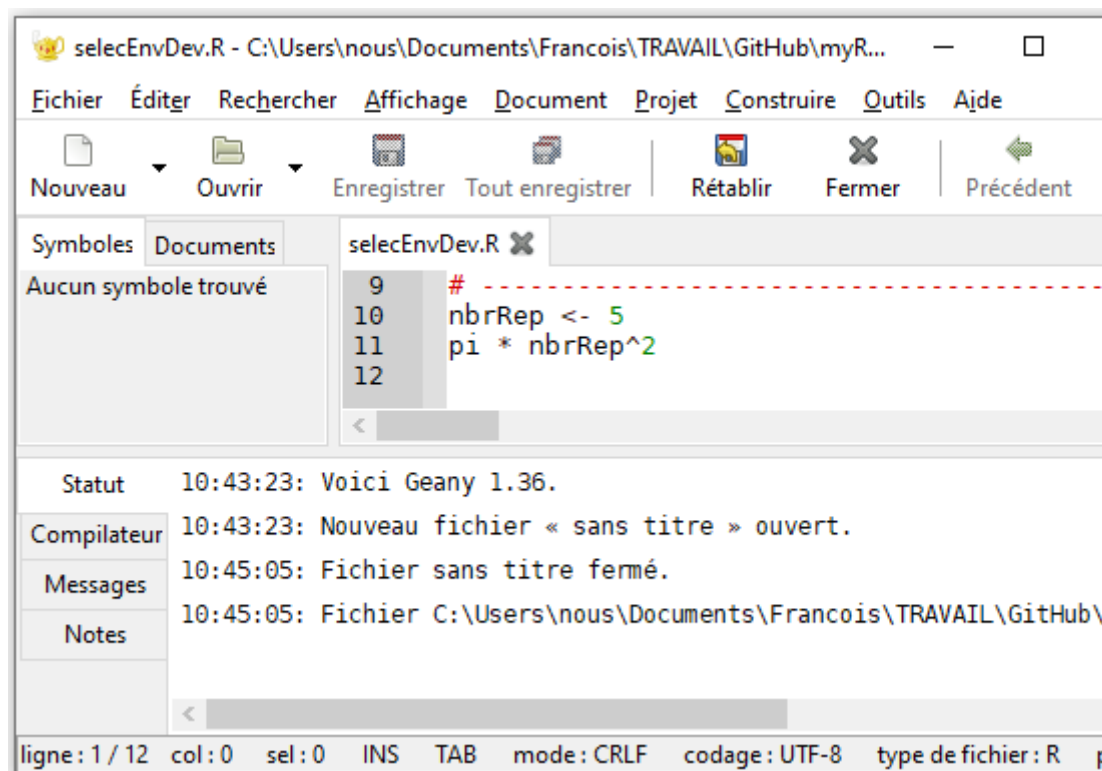 selecEnvDev.R - C:\Users\nous\Documents\Francois\TRAVAIL\GitHub\myR...
Fichier Éditer Rechercher Affichage Document Projet Construire Outils Aide
Nouveau Ouvrir Enregistrer Tout enregistrer Rétablir Fermer Précédent
Symboles Documents
Aucun symbole trouvé
selecEnvDev.R
9 # ----------------------------------------
10 nbrRep <- 5
11 pi * nbrRep^2
12
Statut
Compilateur
Messages
Notes
10:43:23: Voici Geany 1.36.
10:43:23: Nouveau fichier « sans titre » ouvert.
10:45:05: Fichier sans titre fermé.
10:45:05: Fichier C:\Users\nous\Documents\Francois\TRAVAIL\GitHub\
ligne : 1 / 12 col : 0 sel : 0 INS TAB mode : CRLF codage : UTF-8 type de fichier : R